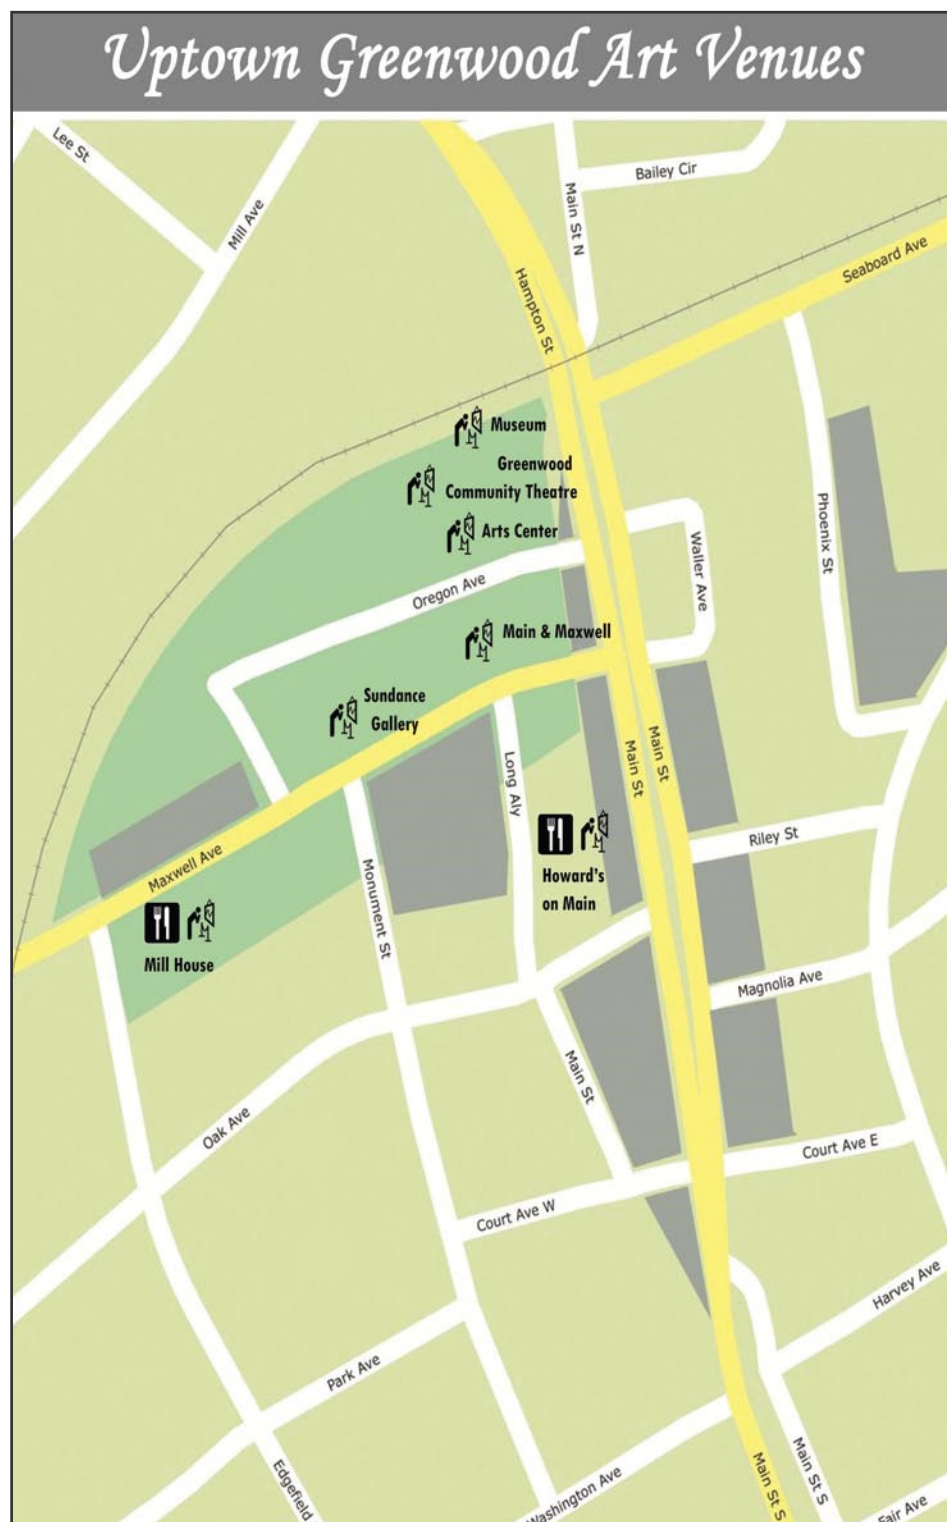 Uptown Greenwood Art Venues
Lee St
Mill Ave
Bailey Cir
Main St N
Seaboard Ave
Hampton St
Museum
Greenwood
Community Theatre
Arts Center
Phoenix St
Waller Ave
Oregon Ave
Main & Maxwell
Sundance
Gallery
Main St
Main St
Long Aly
Riley St
Maxwell Ave
Howard's
on Main
Monument St
Mill House
Magnolia Ave
Main St
Oak Ave
Court Ave E
Court Ave W
Harvey Ave
Park Ave
Edgefield
Washington Ave
Main St S
Main St S
Fair Ave